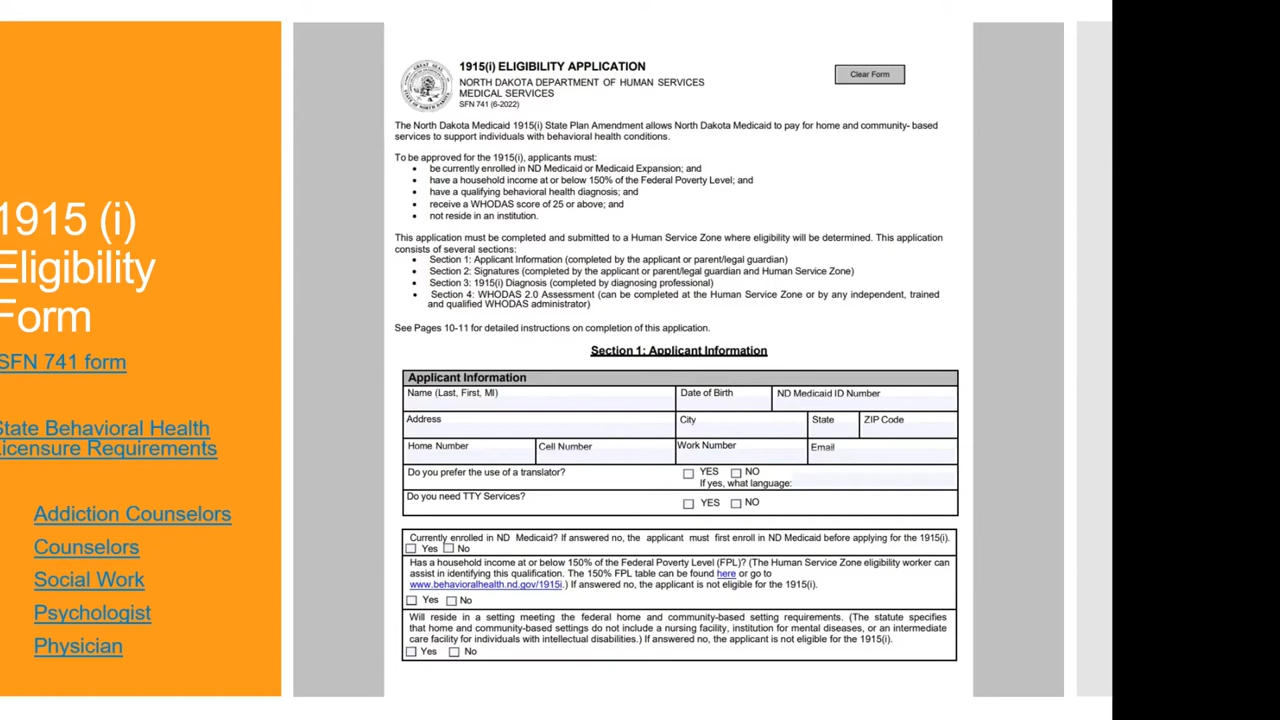 1915 (i)
Eligibility
Form
SFN 741 form
State Behavioral Health
Licensure Requirements
Addiction Counselors
Counselors
Social Work
Psychologist
Physician
1915(i) ELIGIBILITY APPLICATION
NORTH DAKOTA DEPARTMENT OF HUMAN SERVICES
MEDICAL SERVICES
SFN 741 (6-2022)
Clear Form
The North Dakota Medicaid 1915(i) State Plan Amendment allows North Dakota Medicaid to pay for home and community- based
services to support individuals with behavioral health conditions.
To be approved for the 1915(i), applicants must:
• be currently enrolled in ND Medicaid or Medicaid Expansion; and
• have a household income at or below 150% of the Federal Poverty Level; and
• have a qualifying behavioral health diagnosis; and
• receive a WHODAS score of 25 or above; and
• not reside in an institution.
This application must be completed and submitted to a Human Service Zone where eligibility will be determined. This application
consists of several sections:
• Section 1: Applicant Information (completed by the applicant or parent/legal guardian)
• Section 2: Signatures (completed by the applicant or parent/legal guardian and Human Service Zone)
• Section 3: 1915(i) Diagnosis (completed by diagnosing professional)
• Section 4: WHODAS 2.0 Assessment (can be completed at the Human Service Zone or by any independent, trained
and qualified WHODAS administrator)
See Pages 10-11 for detailed instructions on completion of this application.
Section 1: Applicant Information
Applicant Information
Name (Last, First, MI) Date of Birth ND Medicaid ID Number
Address City State ZIP Code
Home Number Cell Number Work Number Email
Do you prefer the use of a translator? YES NO
If yes, what language:
Do you need TTY Services? YES NO
Currently enrolled in ND Medicaid? If answered no, the applicant must first enroll in ND Medicaid before applying for the 1915(i).
Yes No
Has a household income at or below 150% of the Federal Poverty Level (FPL)? (The Human Service Zone eligibility worker can
assist in identifying this qualification. The 150% FPL table can be found here or go to
www.behavioralhealth.nd.gov/1915i.) If answered no, the applicant is not eligible for the 1915(i).
Yes No
Will reside in a setting meeting the federal home and community-based setting requirements. (The statute specifies
that home and community-based settings do not include a nursing facility, institution for mental diseases, or an intermediate
care facility for individuals with intellectual disabilities.) If answered no, the applicant is not eligible for the 1915(i).
Yes No